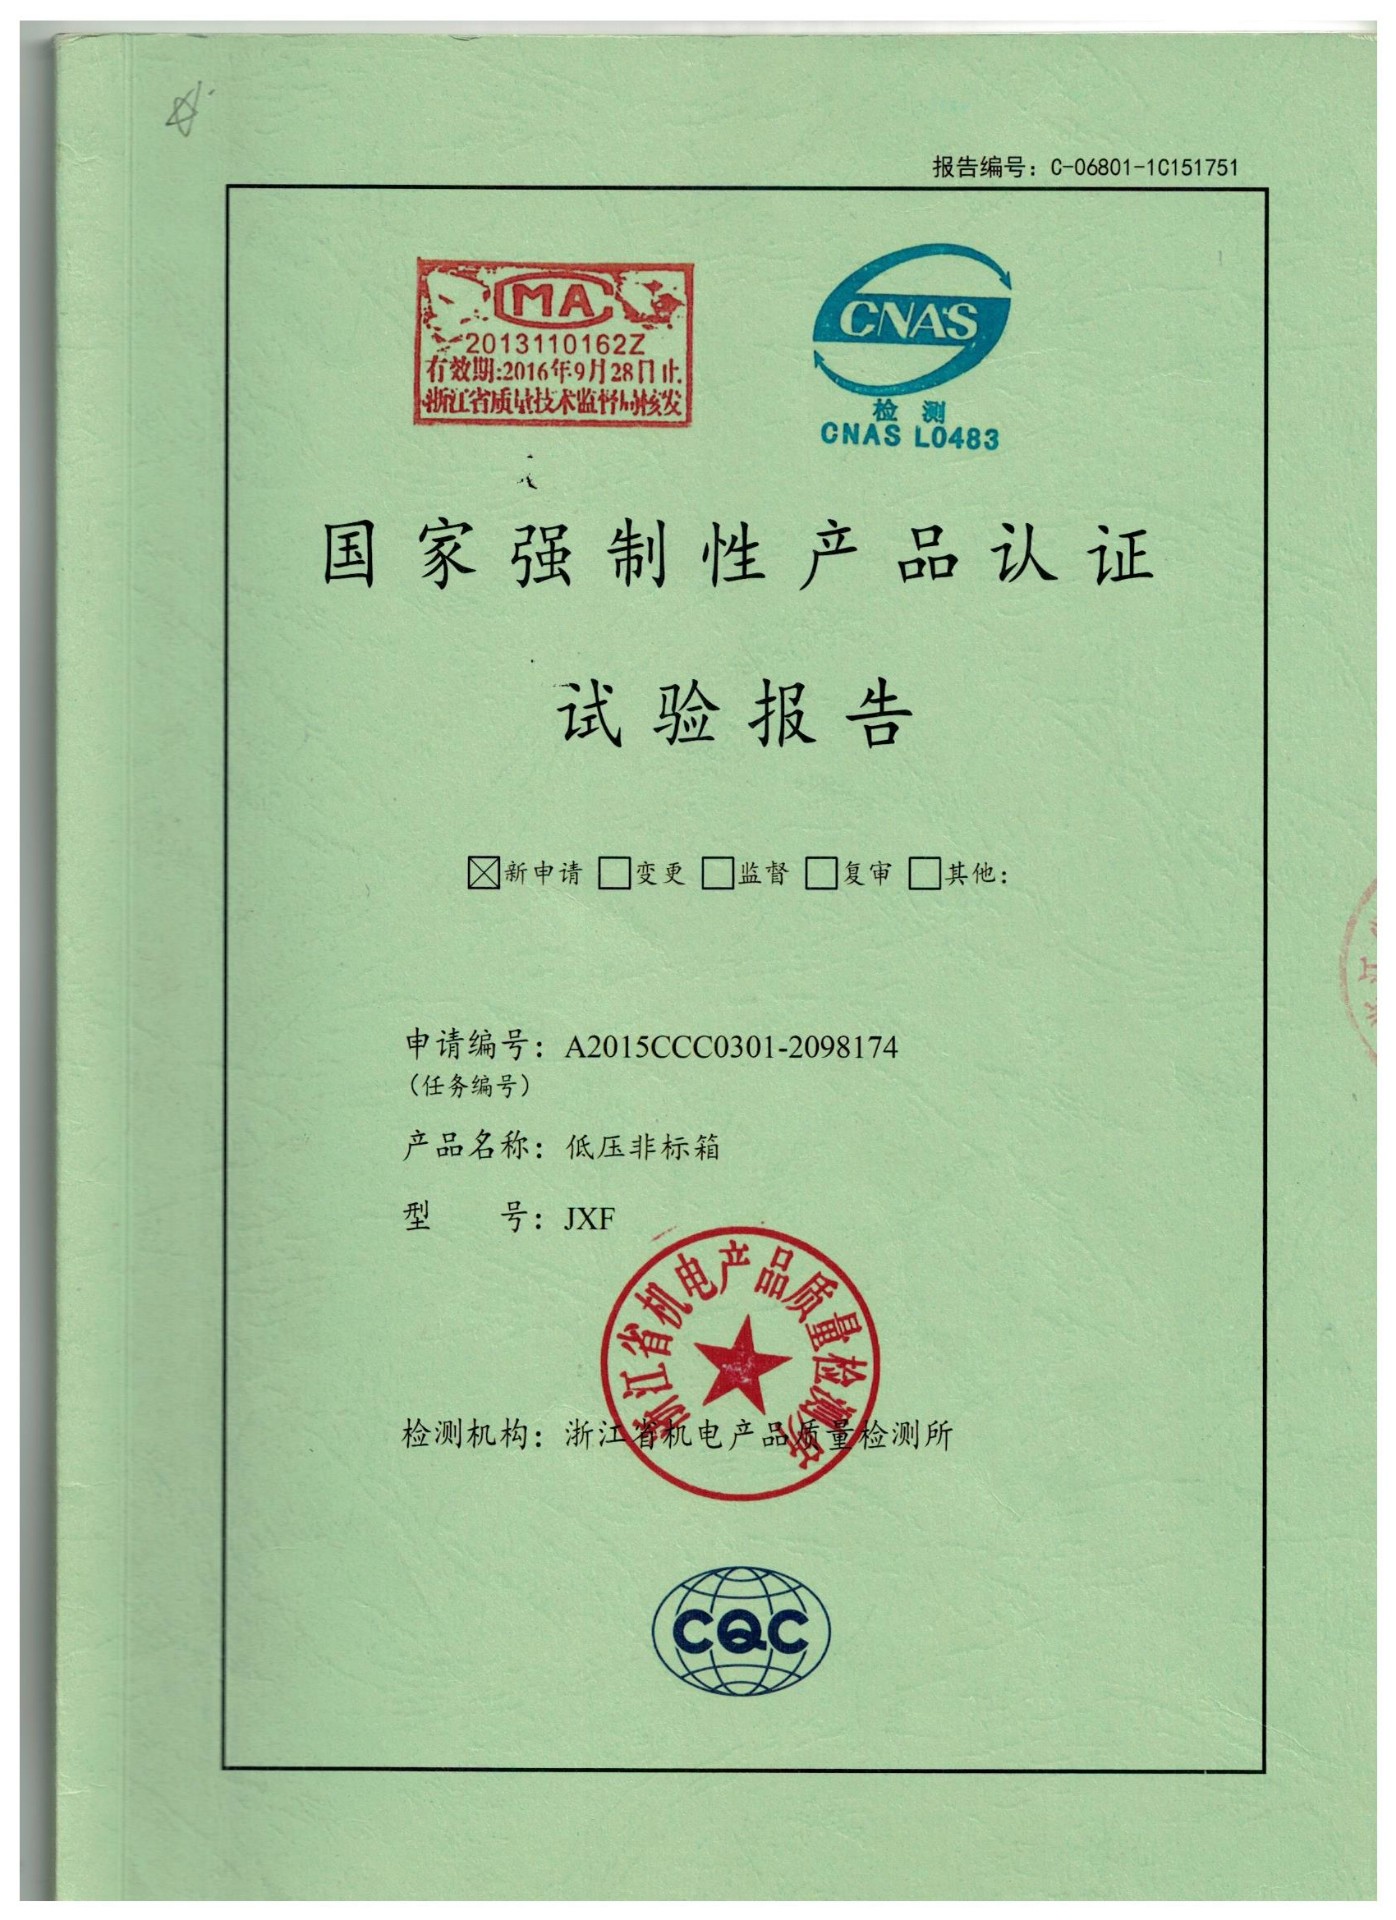 报告编号：C-06801-1C151751
MA
2013110162Z
有效期:2016年9月28日止.
浙江省质量技术监督局核发
CNAS
检 测
CNAS L0483
国家强制性产品认证
试验报告
新申请 变更 监督 复审 其他：
申请编号：A2015CCC0301-2098174
（任务编号）
产品名称：低压非标箱
型 号：JXF
浙江省机电产品质量检测所
检测机构：浙江省机电产品质量检测所
CQC